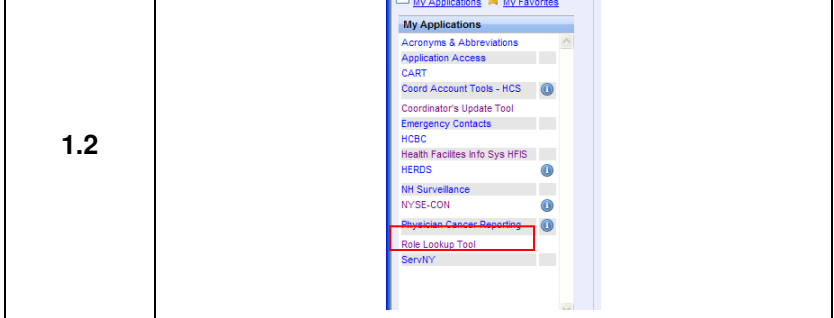 My Applications My Favorites
My Applications
Acronyms & Abbreviations
Application Access
CART
Coord Account Tools - HCS
Coordinator's Update Tool
Emergency Contacts
HCBC
1.2
Health Facilites Info Sys HFIS
HERDS
NH Surveillance
NYSE-CON
Physician Cancer Reporting
Role Lookup Tool
ServNY